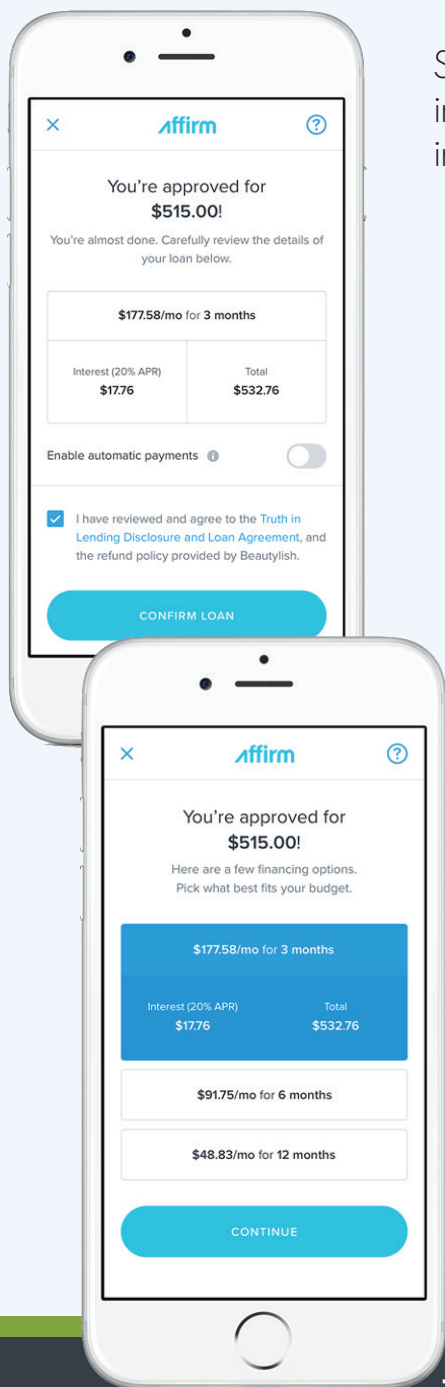 affirm
You're approved for
$515.00!
You're almost done. Carefully review the details of
your loan below.
$177.58/mo for 3 months
Interest (20% APR)
$17.76
Total
$532.76
Enable automatic payments
I have reviewed and agree to the Truth in
Lending Disclosure and Loan Agreement, and
the refund policy provided by Beautylish.
CONFIRM LOAN
affirm
You're approved for
$515.00!
Here are a few financing options.
Pick what best fits your budget.
$177.58/mo for 3 months
Interest (20% APR)
$17.76
Total
$532.76
$91.75/mo for 6 months
$48.83/mo for 12 months
CONTINUE